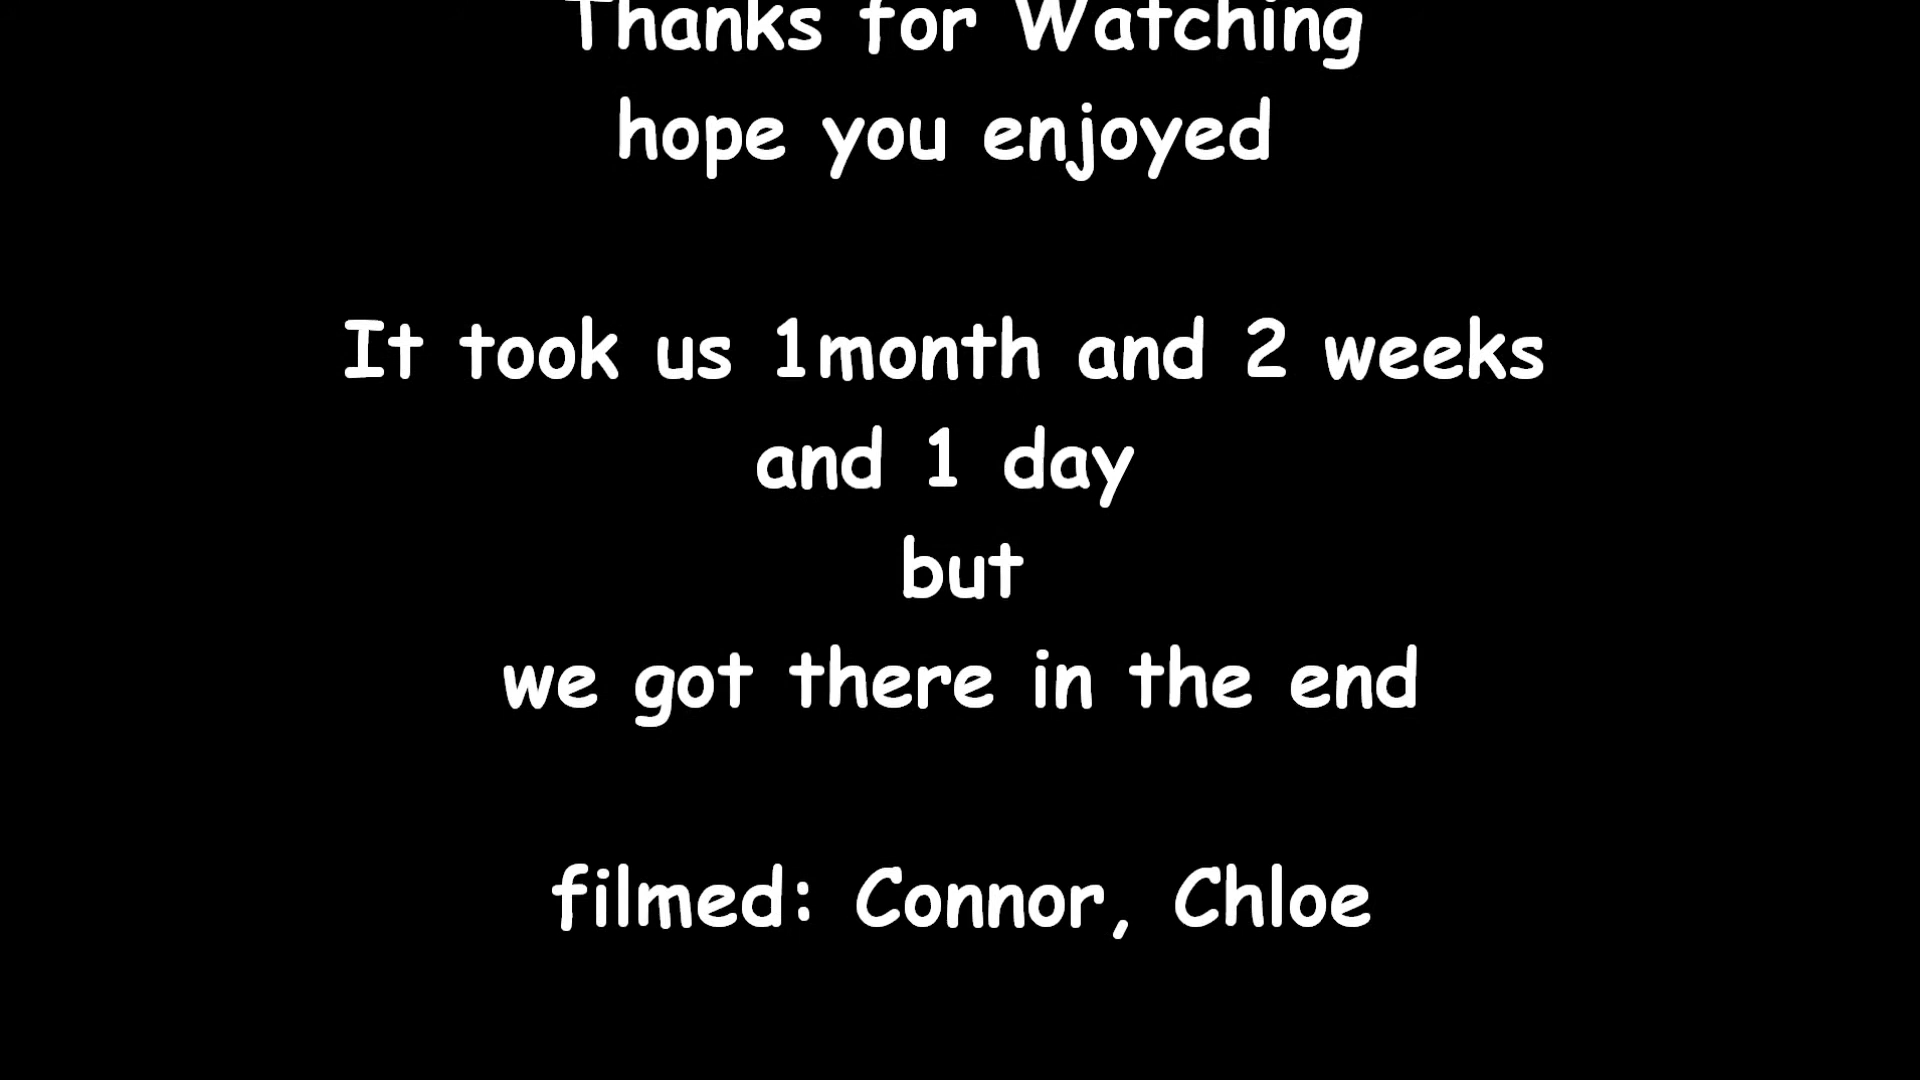 Thanks for Watching
hope you enjoyed
It took us 1month and 2 weeks
and 1 day
but
we got there in the end
filmed: Connor, Chloe